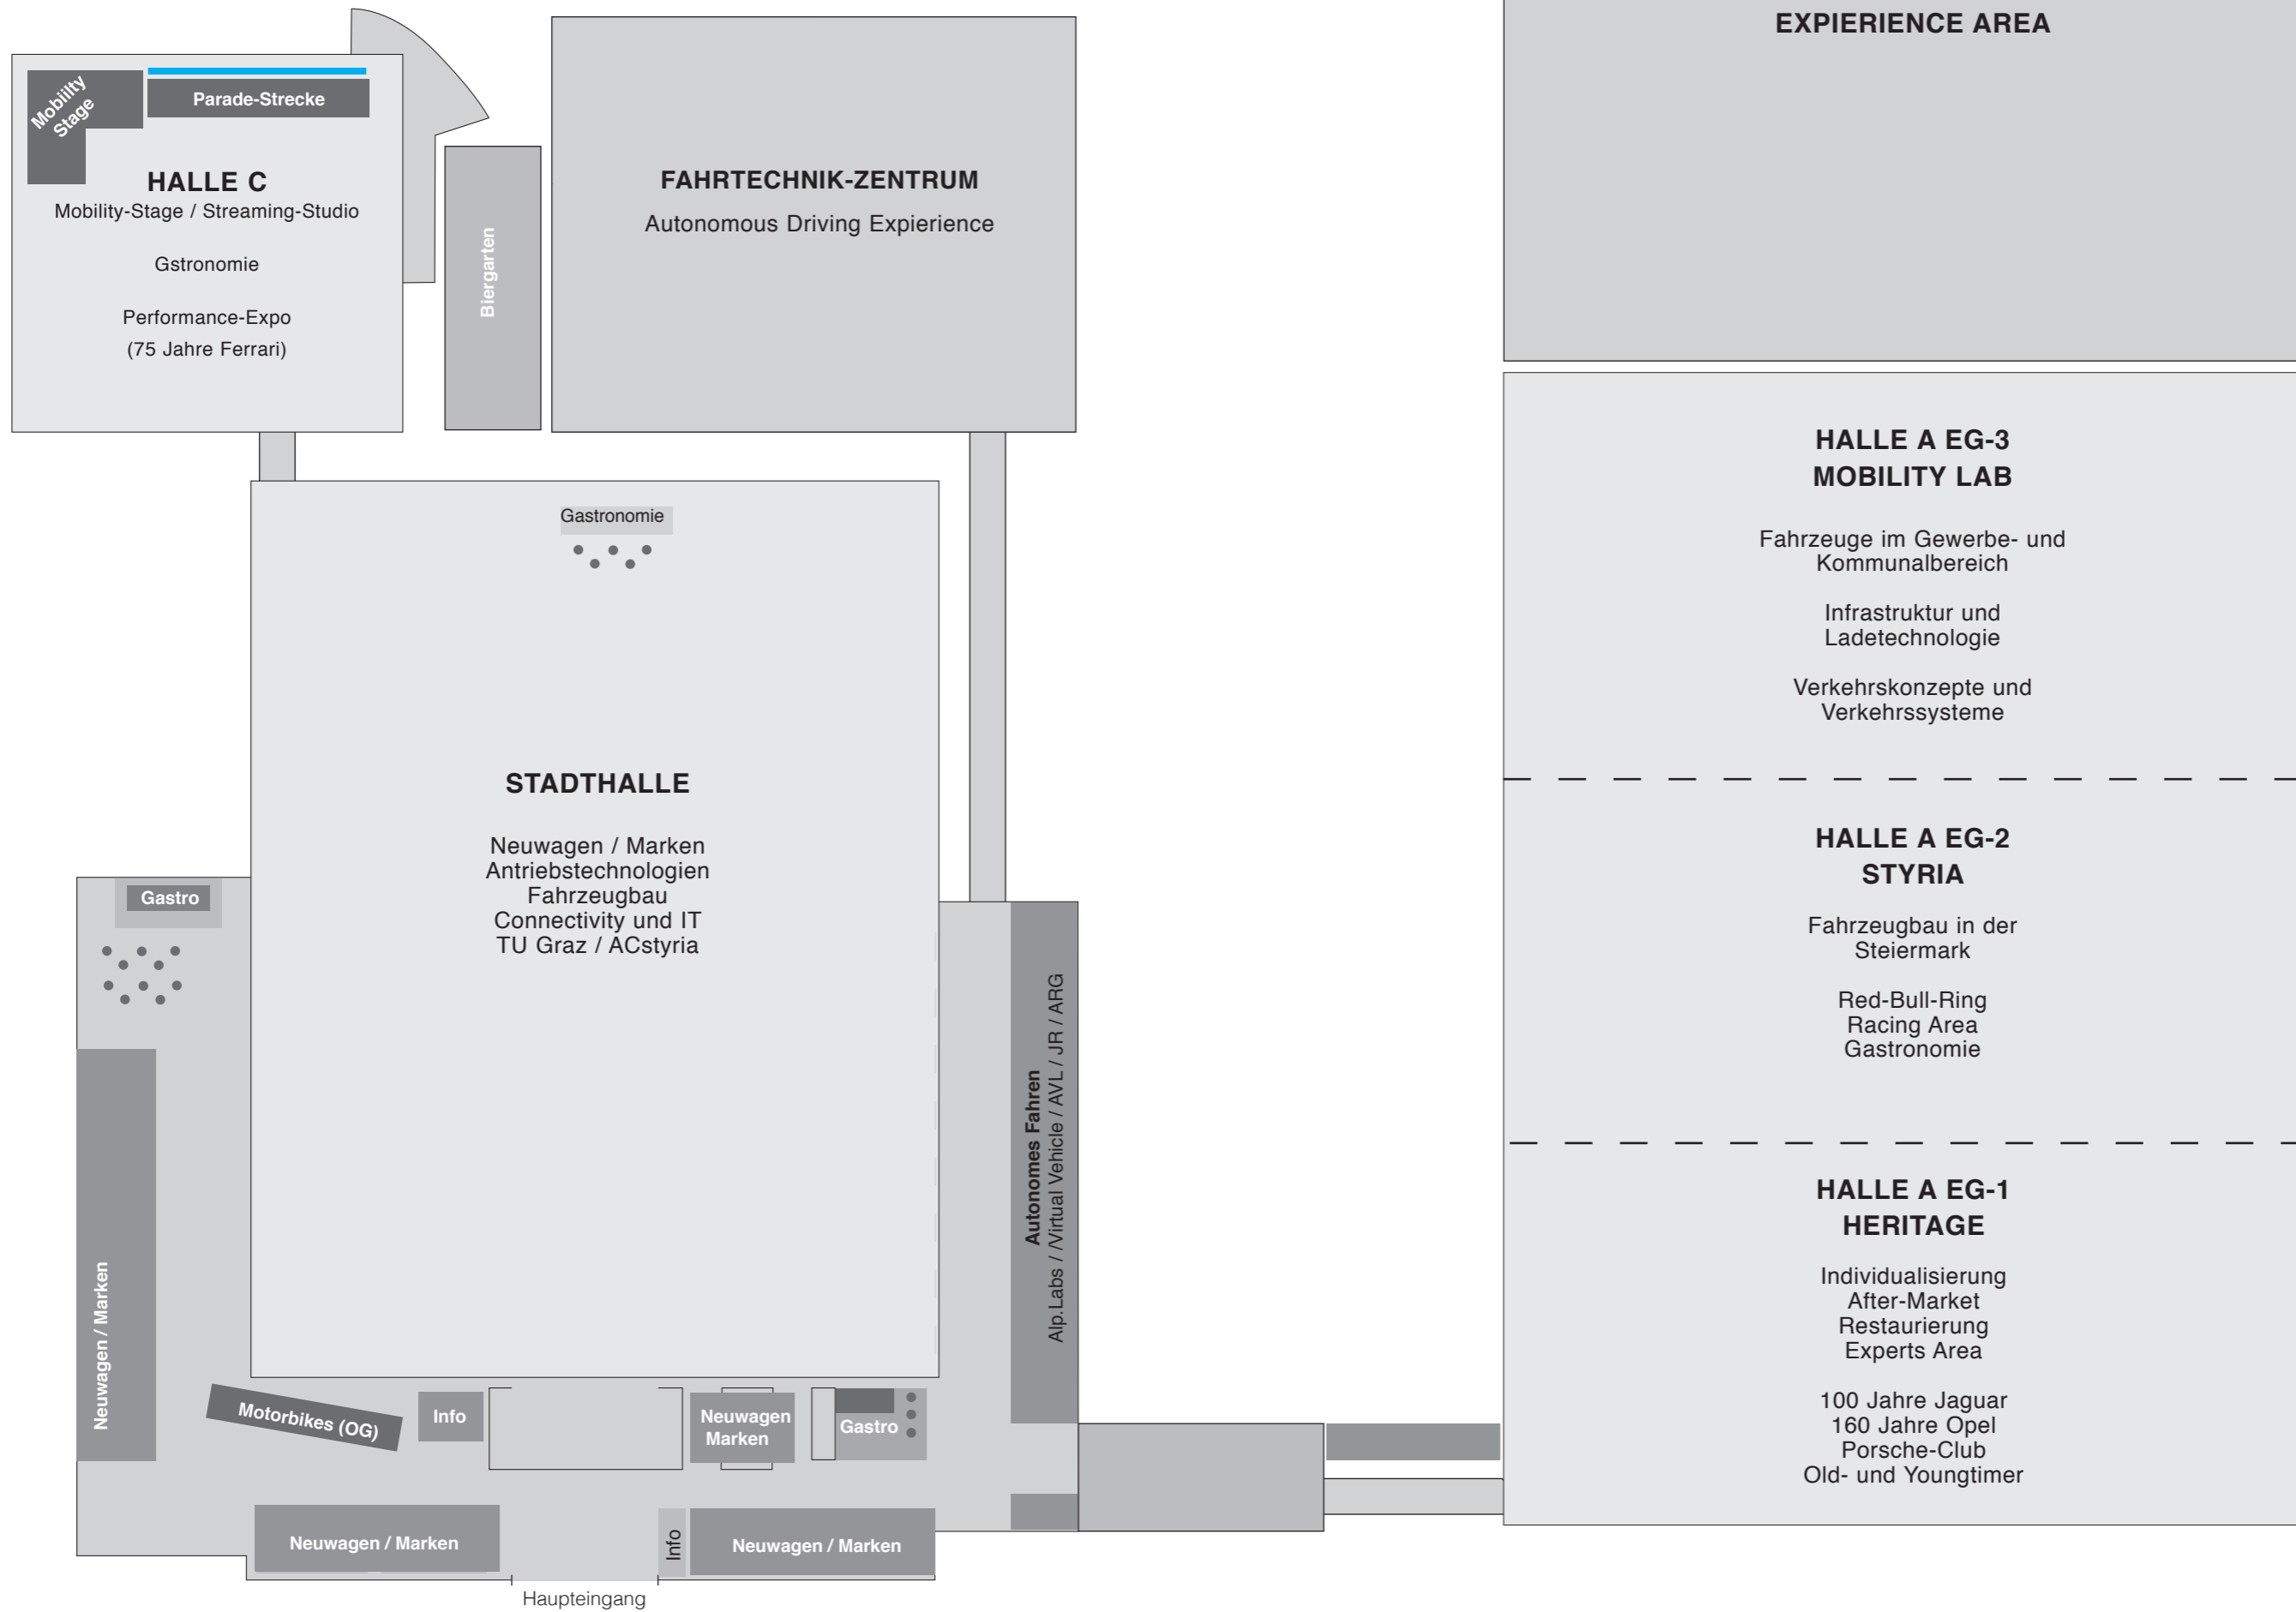 EXPIERIENCE AREA
Mobiilty
Stage
Parade-Strecke
HALLE C
Mobility-Stage / Streaming-Studio
Gstronomie
Performance-Expo
(75 Jahre Ferrari)
Biergarten
FAHRTECHNIK-ZENTRUM
Autonomous Driving Expierience
HALLE A EG-3
MOBILITY LAB
Fahrzeuge im Gewerbe- und
Kommunalbereich
Infrastruktur und
Ladetechnologie
Verkehrskonzepte und
Verkehrssysteme
Gastronomie
STADTHALLE
Neuwagen / Marken
Antriebstechnologien
Fahrzeugbau
Connectivity und IT
TU Graz / ACstyria
HALLE A EG-2
STYRIA
Fahrzeugbau in der
Steiermark
Red-Bull-Ring
Racing Area
Gastronomie
Gastro
Neuwagen / Marken
Autonomes Fahren
Alp.Labs / /Virtual Vehicle / AVL / JR / ARG
HALLE A EG-1
HERITAGE
Individualisierung
After-Market
Restaurierung
Experts Area
100 Jahre Jaguar
160 Jahre Opel
Porsche-Club
Old- und Youngtimer
Motorbikes (OG)
Info
Neuwagen
Marken
Gastro
Neuwagen / Marken
Info
Neuwagen / Marken
Haupteingang